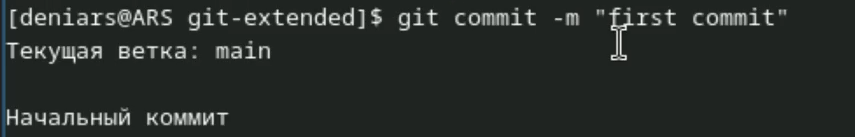 [deniars@ARS git-extended]$ git commit -m "first commit"
Текущая ветка: main
Начальный коммит